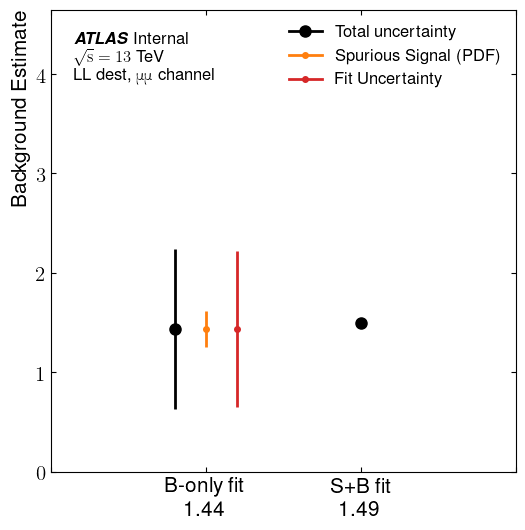 ATLAS Internal
√s = 13 TeV
LL dest, μμ channel
Total uncertainty
Spurious Signal (PDF)
Fit Uncertainty
Background Estimate
4
3
2
1
0
B-only fit
1.44
S+B fit
1.49